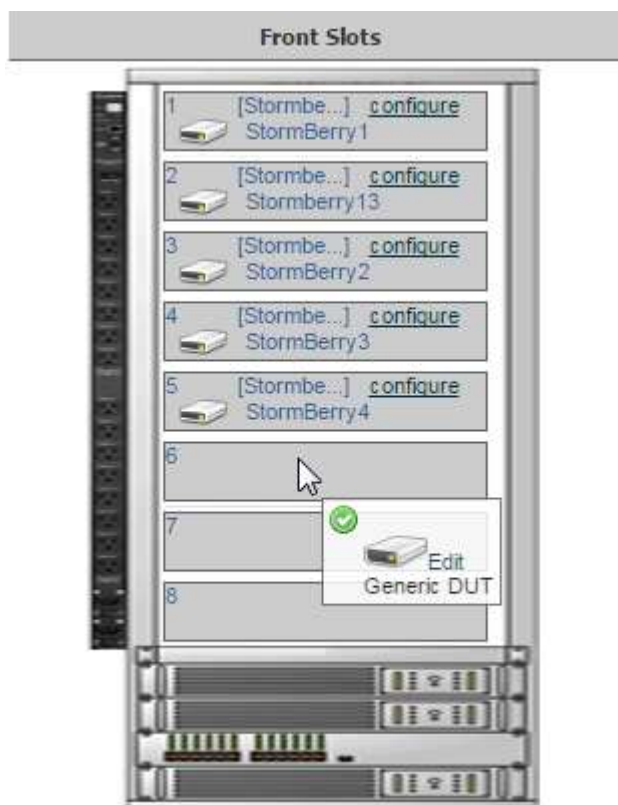 Front Slots
1 [Stormbe...] configure
StormBerry1
2 [Stormbe...] configure
Stormberry13
3 [Stormbe...] configure
StormBerry2
4 [Stormbe...] configure
StormBerry3
5 [Stormbe...] configure
StormBerry4
6
7
Edit
Generic DUT
8